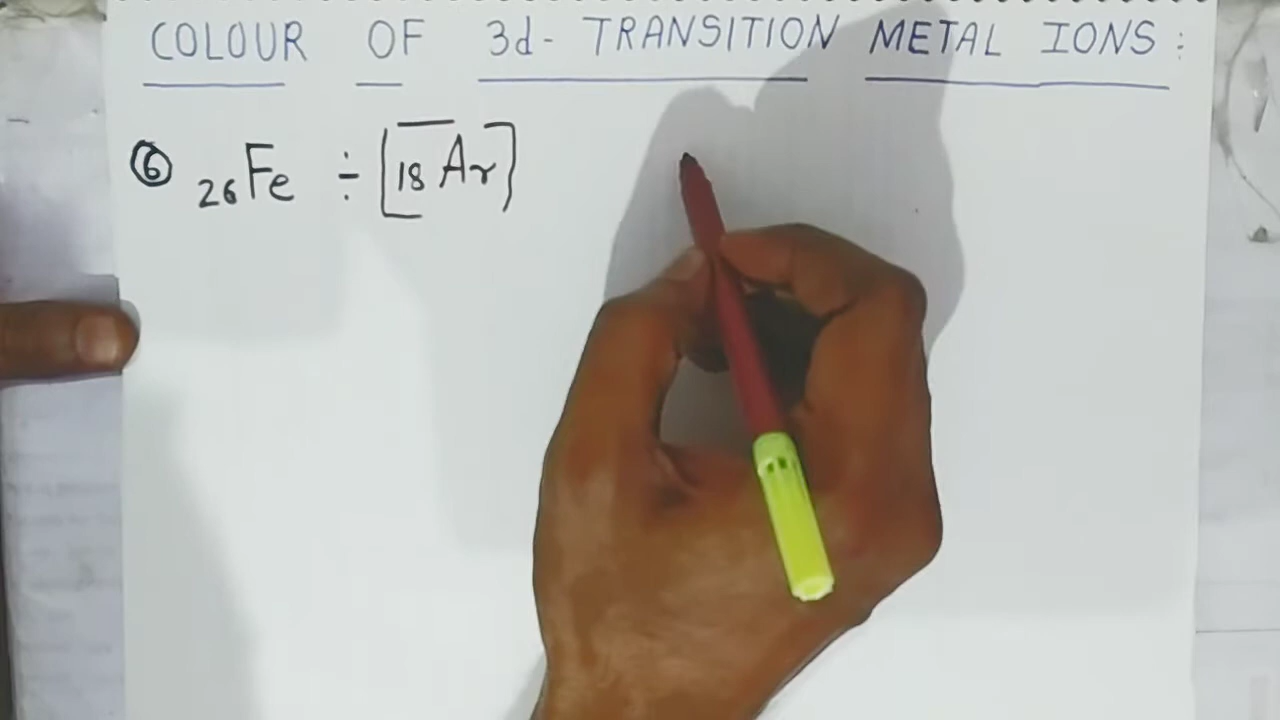 COLOUR OF 3d- TRANSITION METAL IONS:
⑥ ₂₆Fe ÷ [₁₈Ar]